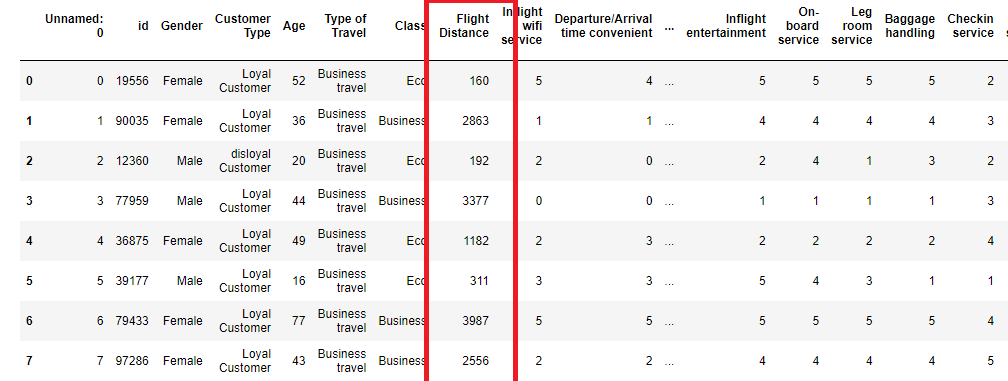 Unnamed: 0 id Gender Customer Type Age Type of Travel Class Flight Distance Inflight wifi service Departure/Arrival time convenient ... Inflight entertainment On-board service Leg room service Baggage handling Checkin service
0 0 19556 Female Loyal Customer 52 Business travel Eco 160 5 4 ... 5 5 5 5 2
1 1 90035 Female Loyal Customer 36 Business travel Business 2863 1 1 ... 4 4 4 4 3
2 2 12360 Male disloyal Customer 20 Business travel Eco 192 2 0 ... 2 4 1 3 2
3 3 77959 Male Loyal Customer 44 Business travel Business 3377 0 0 ... 1 1 1 1 3
4 4 36875 Female Loyal Customer 49 Business travel Eco 1182 2 3 ... 2 2 2 2 4
5 5 39177 Male Loyal Customer 16 Business travel Eco 311 3 3 ... 5 4 3 1 1
6 6 79433 Female Loyal Customer 77 Business travel Business 3987 5 5 ... 5 5 5 5 4
7 7 97286 Female Loyal Customer 43 Business travel Business 2556 2 2 ... 4 4 4 4 5